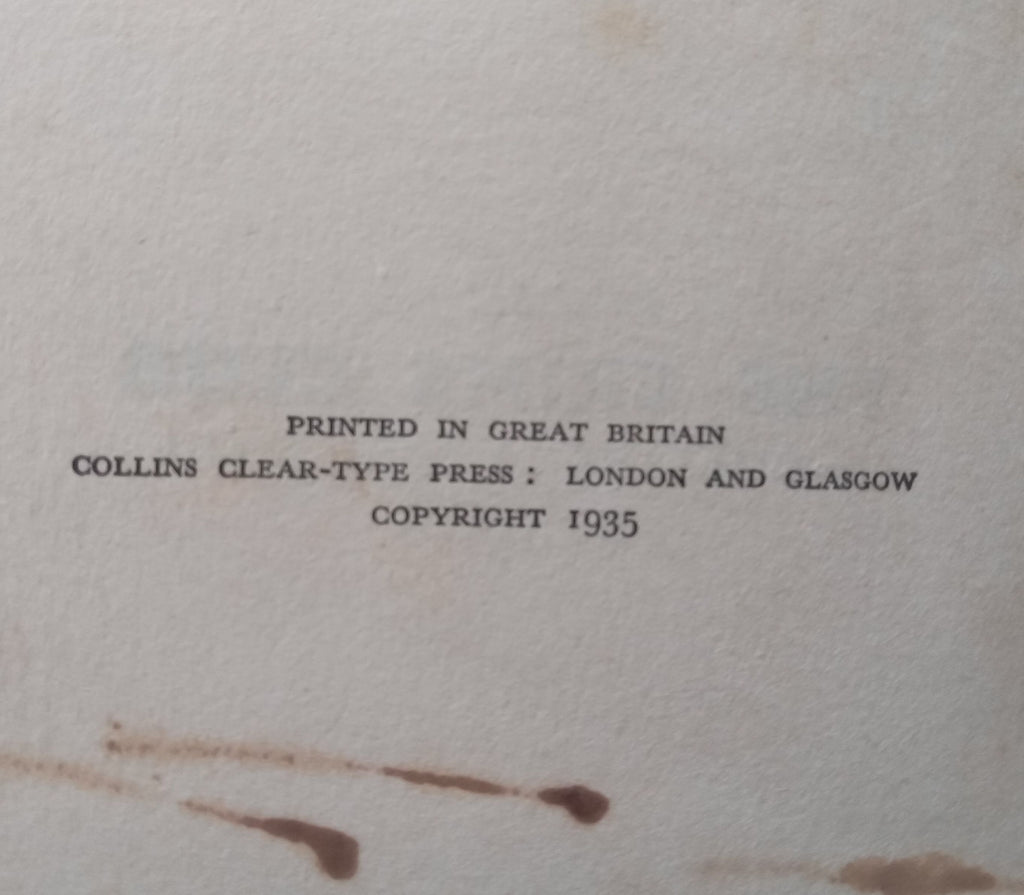 PRINTED IN GREAT BRITAIN
COLLINS CLEAR-TYPE PRESS : LONDON AND GLASGOW
COPYRIGHT 1935